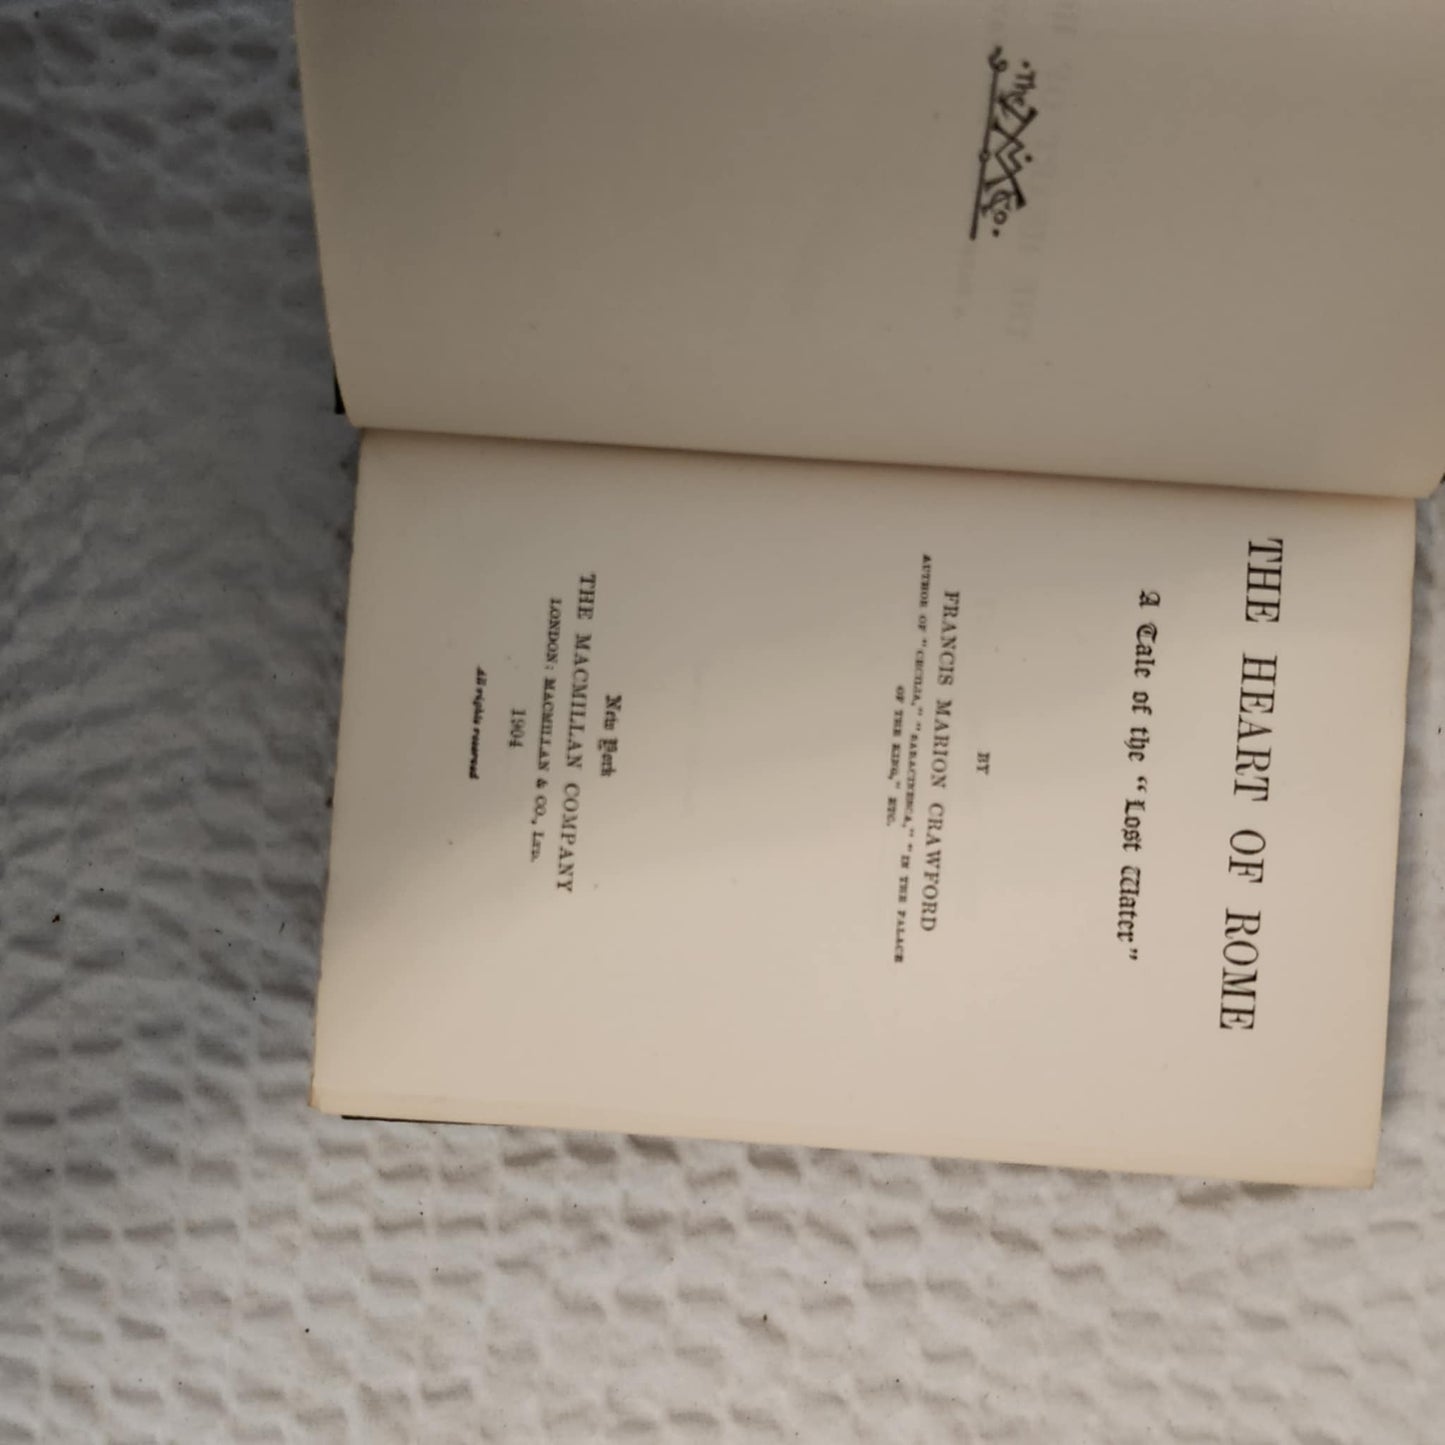 The M Co.
THE HEART OF ROME
A Tale of the "Lost Water"
BY
FRANCIS MARION CRAWFORD
AUTHOR OF "CECILIA," "SARACINESCA," "IN THE PALACE
OF THE KING," ETC.
New York
THE MACMILLAN COMPANY
LONDON: MACMILLAN & CO., LTD.
1904
All rights reserved